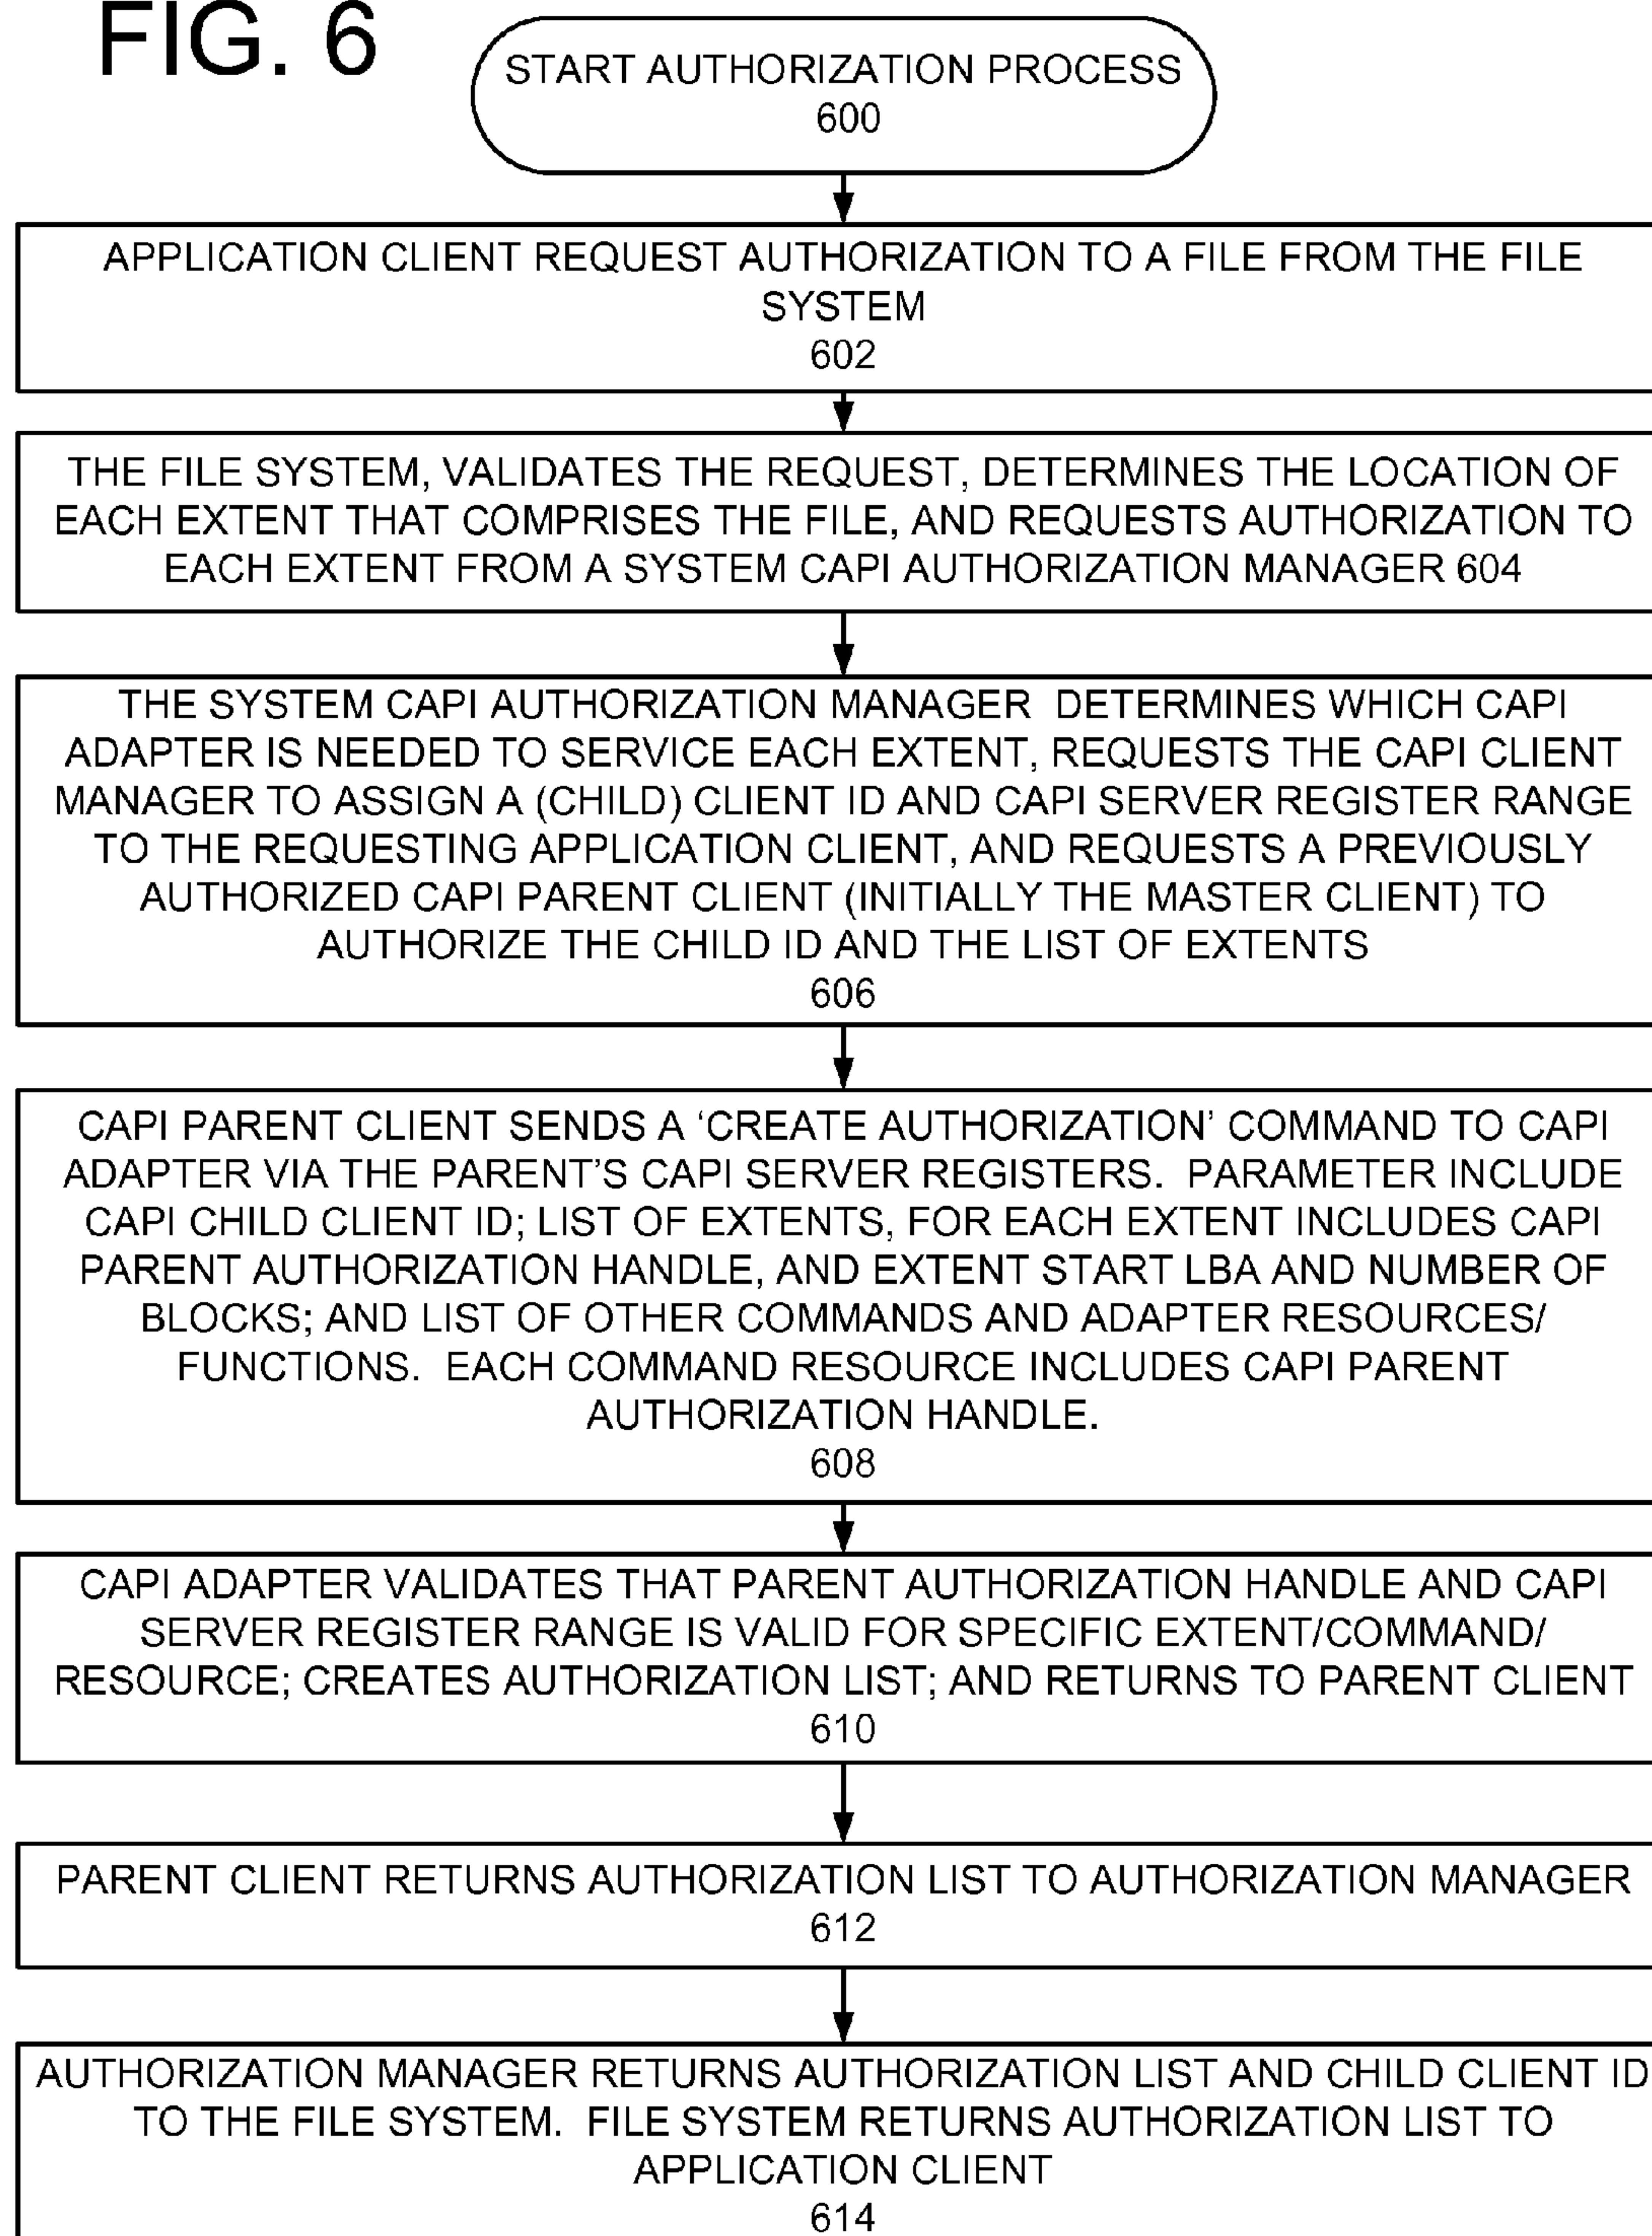 FIG. 6
START AUTHORIZATION PROCESS
600
APPLICATION CLIENT REQUEST AUTHORIZATION TO A FILE FROM THE FILE
SYSTEM
602
THE FILE SYSTEM, VALIDATES THE REQUEST, DETERMINES THE LOCATION OF
EACH EXTENT THAT COMPRISES THE FILE, AND REQUESTS AUTHORIZATION TO
EACH EXTENT FROM A SYSTEM CAPI AUTHORIZATION MANAGER 604
THE SYSTEM CAPI AUTHORIZATION MANAGER DETERMINES WHICH CAPI
ADAPTER IS NEEDED TO SERVICE EACH EXTENT, REQUESTS THE CAPI CLIENT
MANAGER TO ASSIGN A (CHILD) CLIENT ID AND CAPI SERVER REGISTER RANGE
TO THE REQUESTING APPLICATION CLIENT, AND REQUESTS A PREVIOUSLY
AUTHORIZED CAPI PARENT CLIENT (INITIALLY THE MASTER CLIENT) TO
AUTHORIZE THE CHILD ID AND THE LIST OF EXTENTS
606
CAPI PARENT CLIENT SENDS A ‘CREATE AUTHORIZATION’ COMMAND TO CAPI
ADAPTER VIA THE PARENT’S CAPI SERVER REGISTERS. PARAMETER INCLUDE
CAPI CHILD CLIENT ID; LIST OF EXTENTS, FOR EACH EXTENT INCLUDES CAPI
PARENT AUTHORIZATION HANDLE, AND EXTENT START LBA AND NUMBER OF
BLOCKS; AND LIST OF OTHER COMMANDS AND ADAPTER RESOURCES/
FUNCTIONS. EACH COMMAND RESOURCE INCLUDES CAPI PARENT
AUTHORIZATION HANDLE.
608
CAPI ADAPTER VALIDATES THAT PARENT AUTHORIZATION HANDLE AND CAPI
SERVER REGISTER RANGE IS VALID FOR SPECIFIC EXTENT/COMMAND/
RESOURCE; CREATES AUTHORIZATION LIST; AND RETURNS TO PARENT CLIENT
610
PARENT CLIENT RETURNS AUTHORIZATION LIST TO AUTHORIZATION MANAGER
612
AUTHORIZATION MANAGER RETURNS AUTHORIZATION LIST AND CHILD CLIENT ID
TO THE FILE SYSTEM. FILE SYSTEM RETURNS AUTHORIZATION LIST TO
APPLICATION CLIENT
614